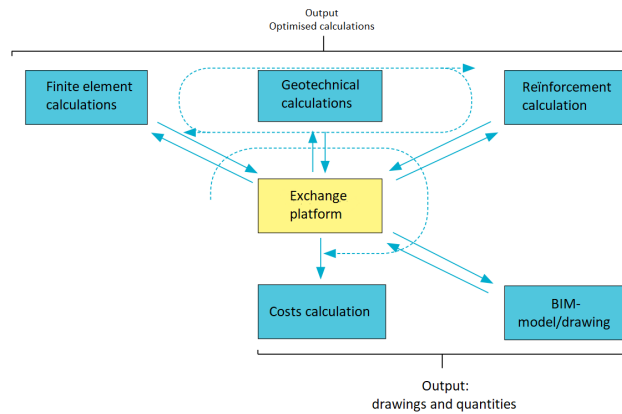 Output
Optimised calculations
Finite element
calculations
Geotechnical
calculations
Reïnforcement
calculation
Exchange
platform
Costs calculation
BIM-
model/drawing
Output:
drawings and quantities